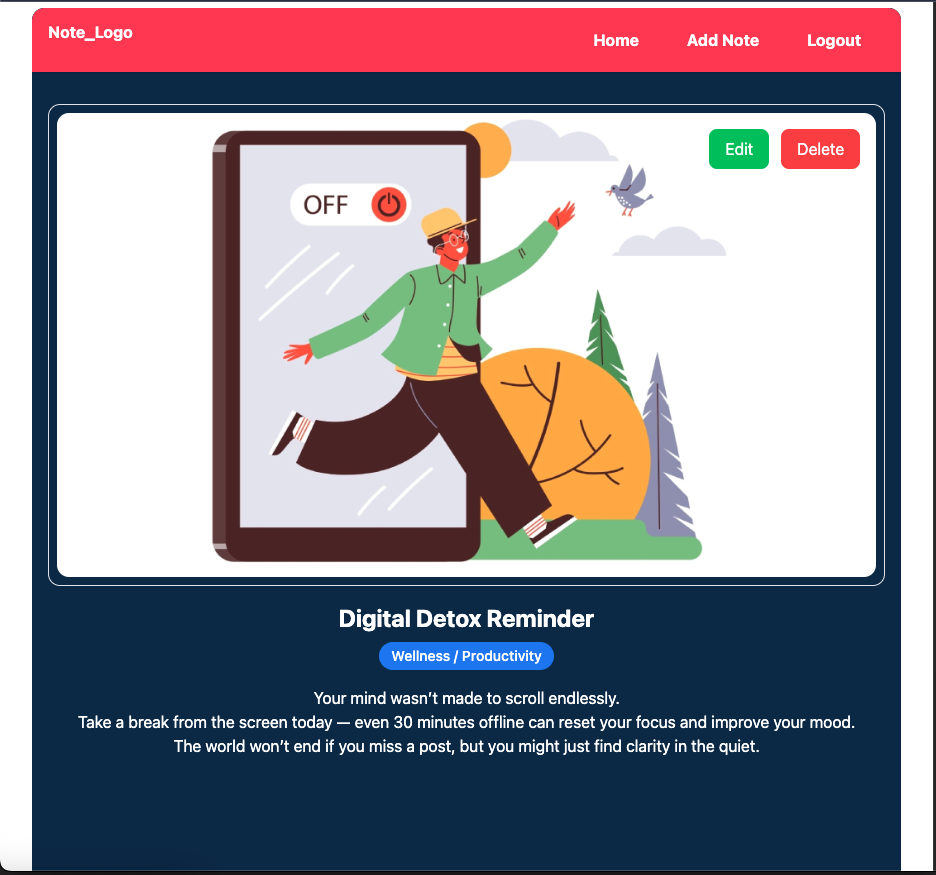 Note_Logo
Home Add Note Logout
Edit Delete
OFF
Digital Detox Reminder
Wellness / Productivity
Your mind wasn’t made to scroll endlessly.
Take a break from the screen today — even 30 minutes offline can reset your focus and improve your mood.
The world won’t end if you miss a post, but you might just find clarity in the quiet.